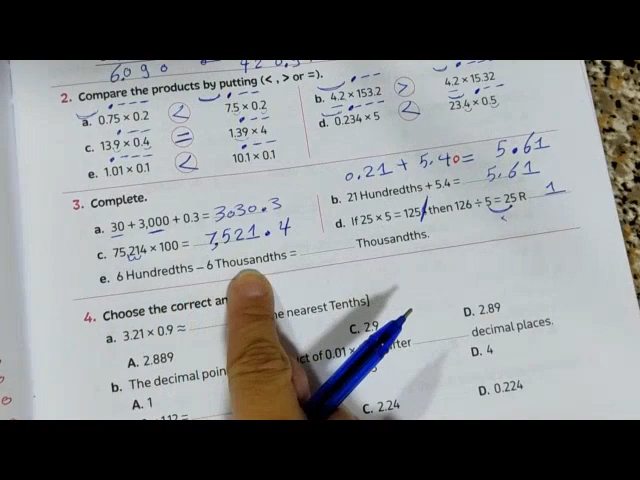 6.090
2. Compare the products by putting (< , > or =).
a. 0.75 × 0.2 < 7.5 × 0.2
b. 4.2 × 153.2 > 4.2 × 15.32
c. 13.9 × 0.4 = 1.39 × 4
d. 0.234 × 5 < 23.4 × 0.5
e. 1.01 × 0.1 < 10.1 × 0.1
3. Complete.
0.21 + 5.40 = 5.61
a. 30 + 3,000 + 0.3 = 3030.3
b. 21 Hundredths + 5.4 = 5.61
c. 75.214 × 100 = 7,521.4
d. If 25 × 5 = 125, then 126 ÷ 5 = 25 R 1
e. 6 Hundredths – 6 Thousandths = Thousandths.
4. Choose the correct
a. 3.21 × 0.9 ≈ nearest Tenths]
A. 2.889 C. 2.9 D. 2.89
b. The decimal of 0.01 × decimal places.
A. 1 D. 4
C. 2.24 D. 0.224